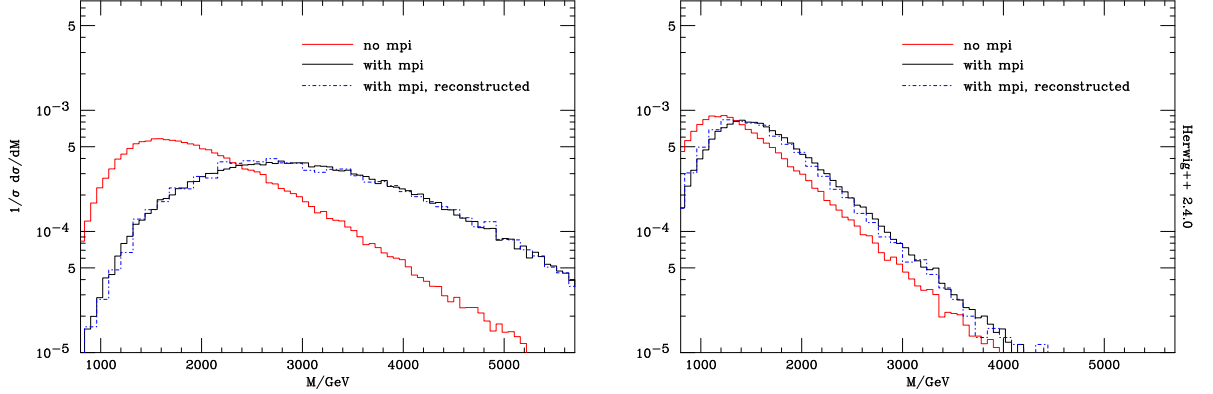 5
10⁻³
5
10⁻⁴
5
10⁻⁵
1/σ dσ/dM
no mpi
with mpi
with mpi, reconstructed
1000 2000 3000 4000 5000
M/GeV
no mpi
with mpi
with mpi, reconstructed
5
10⁻³
5
10⁻⁴
5
10⁻⁵
1000 2000 3000 4000 5000
M/GeV
Herwig++ 2.4.0